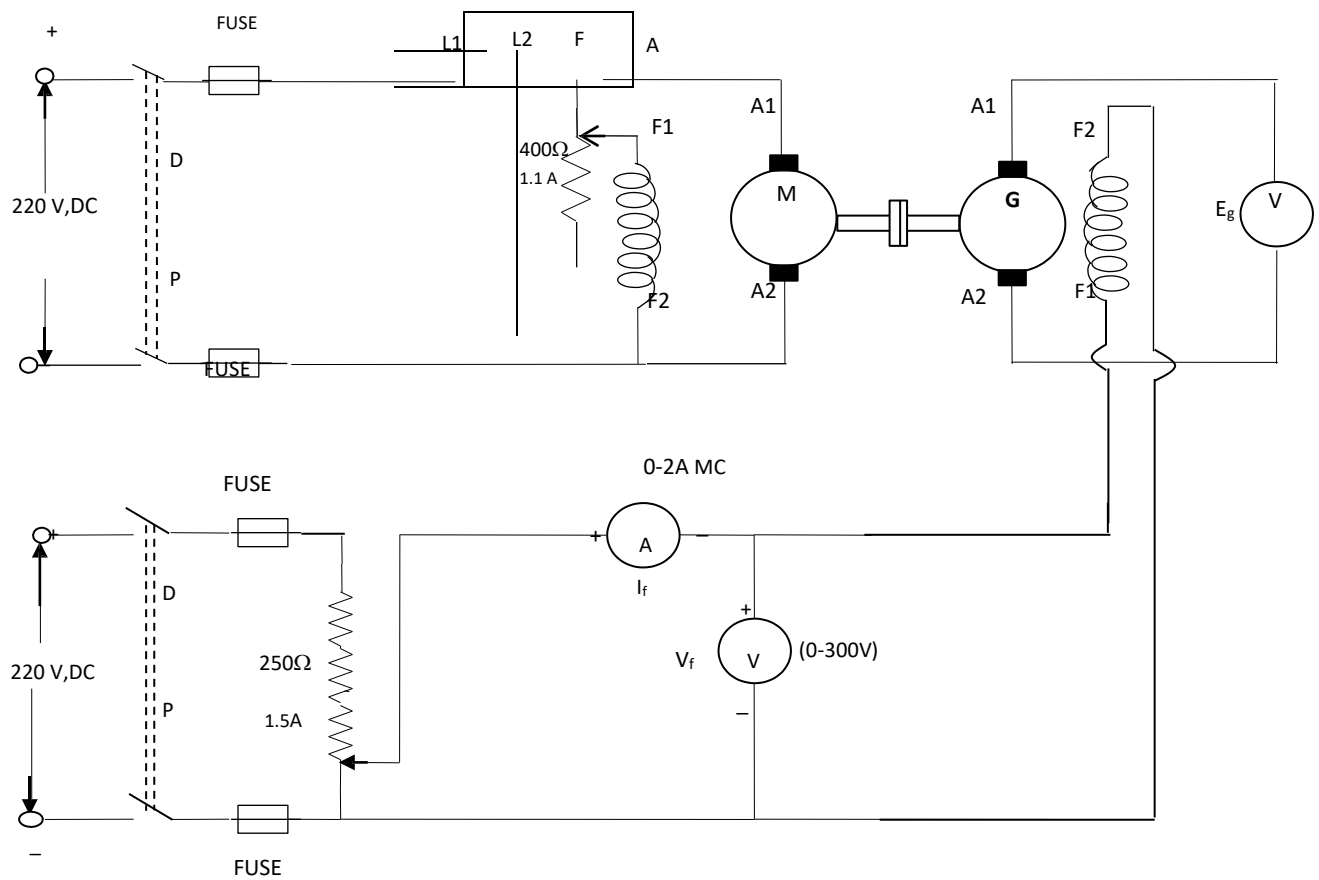 FUSE
+
L1 L2 F A
A1 A1
F1 F2
D
400Ω
1.1 A
M G V
220 V,DC
Eg
P
F2 A2 A2 F1
FUSE
0-2A MC
FUSE
+ + A –
If
D
+
250Ω Vf V (0-300V)
220 V,DC
P 1.5A –
–
FUSE